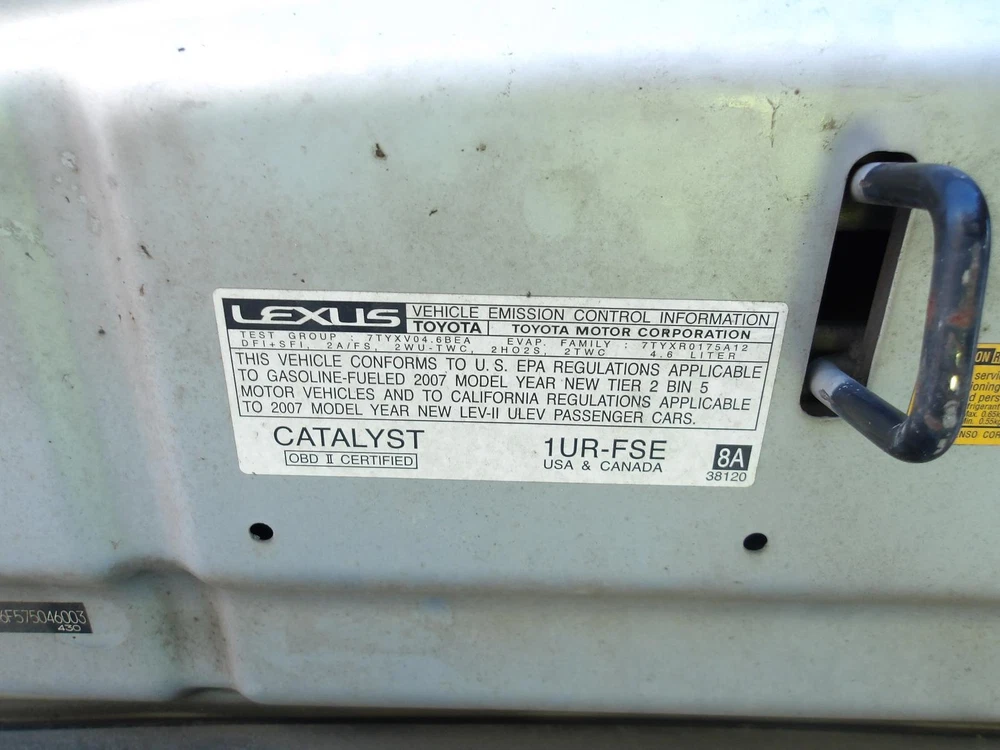 LEXUS VEHICLE EMISSION CONTROL INFORMATION
TOYOTA TOYOTA MOTOR CORPORATION
TEST GROUP : 7TYXV04.6BEA EVAP. FAMILY : 7TYXR0175A12
DFI+SFI, 2A/FS, 2WU-TWC, 2HO2S, 2TWC 4.6 LITER
THIS VEHICLE CONFORMS TO U.S. EPA REGULATIONS APPLICABLE
TO GASOLINE-FUELED 2007 MODEL YEAR NEW TIER 2 BIN 5
MOTOR VEHICLES AND TO CALIFORNIA REGULATIONS APPLICABLE
TO 2007 MODEL YEAR NEW LEV-II ULEV PASSENGER CARS.
CATALYST
OBD II CERTIFIED
1UR-FSE
USA & CANADA
8A
38120
6F575046003
430
ON